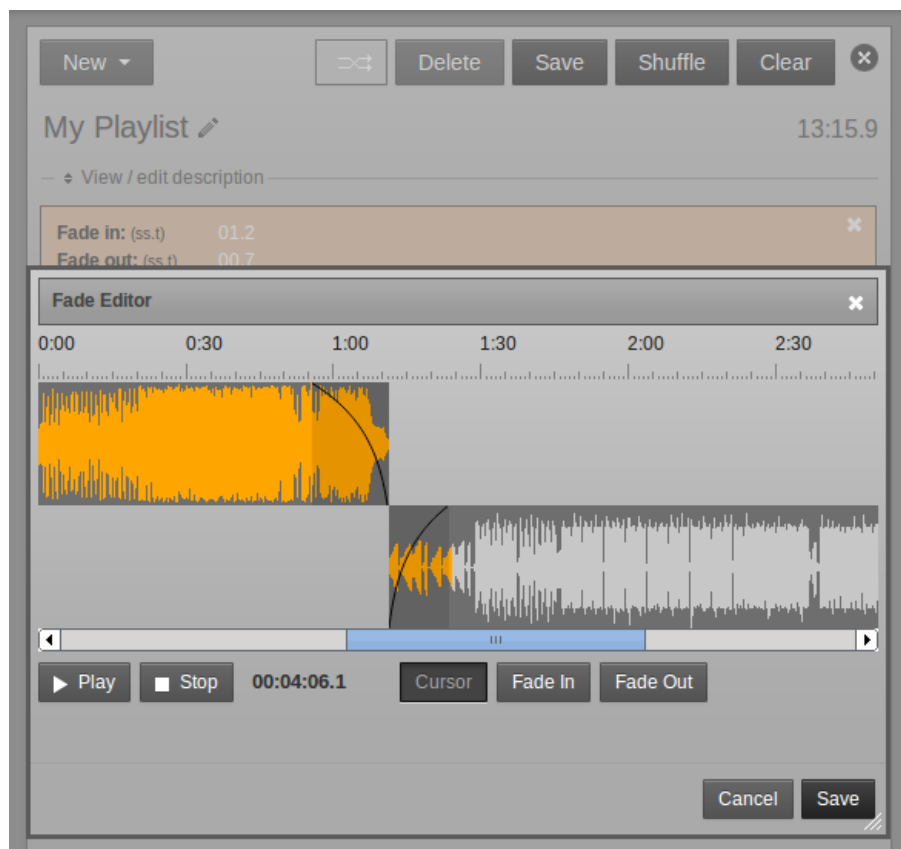 New Delete Save Shuffle Clear
My Playlist 13:15.9
View / edit description
Fade in: (ss.t) 01.2
Fade out: (ss.t) 00.7
Fade Editor
0:00 0:30 1:00 1:30 2:00 2:30
Play Stop 00:04:06.1 Cursor Fade In Fade Out
Cancel Save